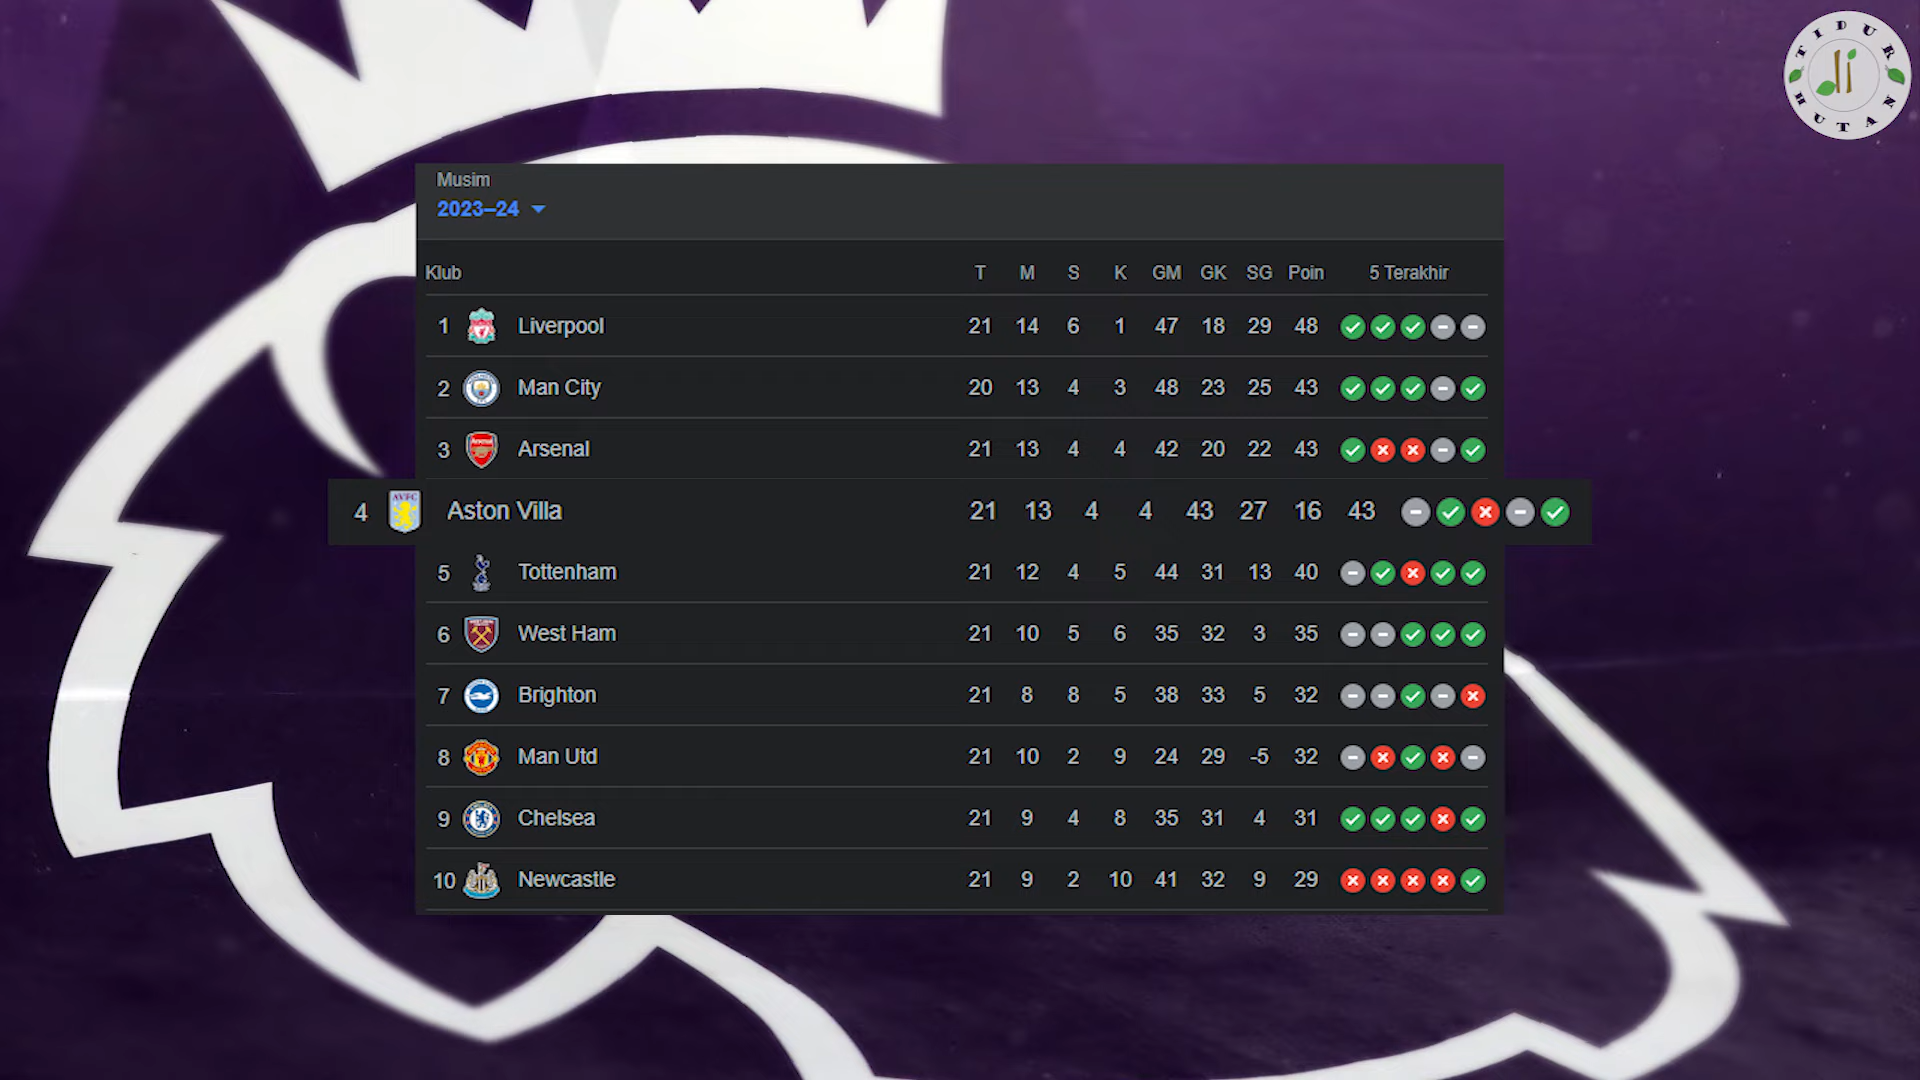 TIDUR
HUTAN
Musim
2023–24
Klub T M S K GM GK SG Poin 5 Terakhir
1 Liverpool 21 14 6 1 47 18 29 48
2 Man City 20 13 4 3 48 23 25 43
3 Arsenal 21 13 4 4 42 20 22 43
4 AVFC Aston Villa 21 13 4 4 43 27 16 43
5 Tottenham 21 12 4 5 44 31 13 40
6 West Ham 21 10 5 6 35 32 3 35
7 Brighton 21 8 8 5 38 33 5 32
8 Man Utd 21 10 2 9 24 29 -5 32
9 Chelsea 21 9 4 8 35 31 4 31
10 Newcastle 21 9 2 10 41 32 9 29